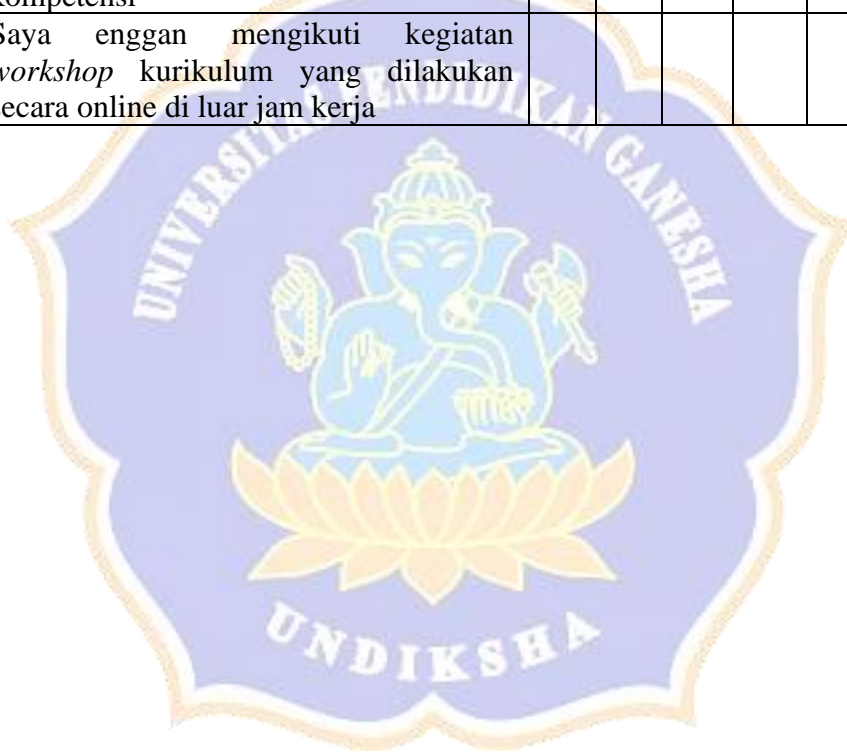 kompetensi
Saya enggan mengikuti kegiatan
workshop kurikulum yang dilakukan
secara online di luar jam kerja
UNIVERSITAS PENDIDIKAN GANESHA
UNDIKSHA